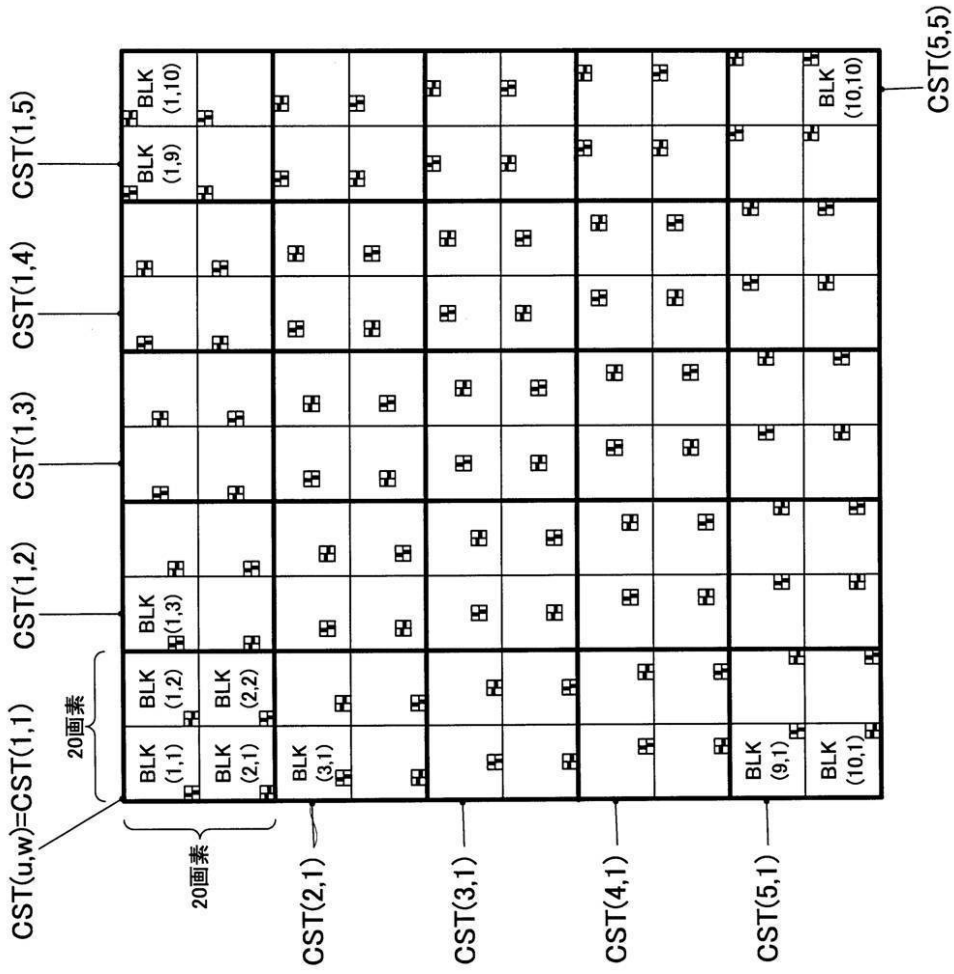 CST(u,w)=CST(1,1)
CST(1,2)
CST(1,3)
CST(1,4)
CST(1,5)
20画素
20画素
BLK
(1,1)
BLK
(1,2)
BLK
(1,3)
BLK
(1,9)
BLK
(1,10)
BLK
(2,1)
BLK
(2,2)
CST(2,1)
BLK
(3,1)
CST(3,1)
CST(4,1)
CST(5,1)
BLK
(9,1)
BLK
(10,1)
BLK
(10,10)
CST(5,5)